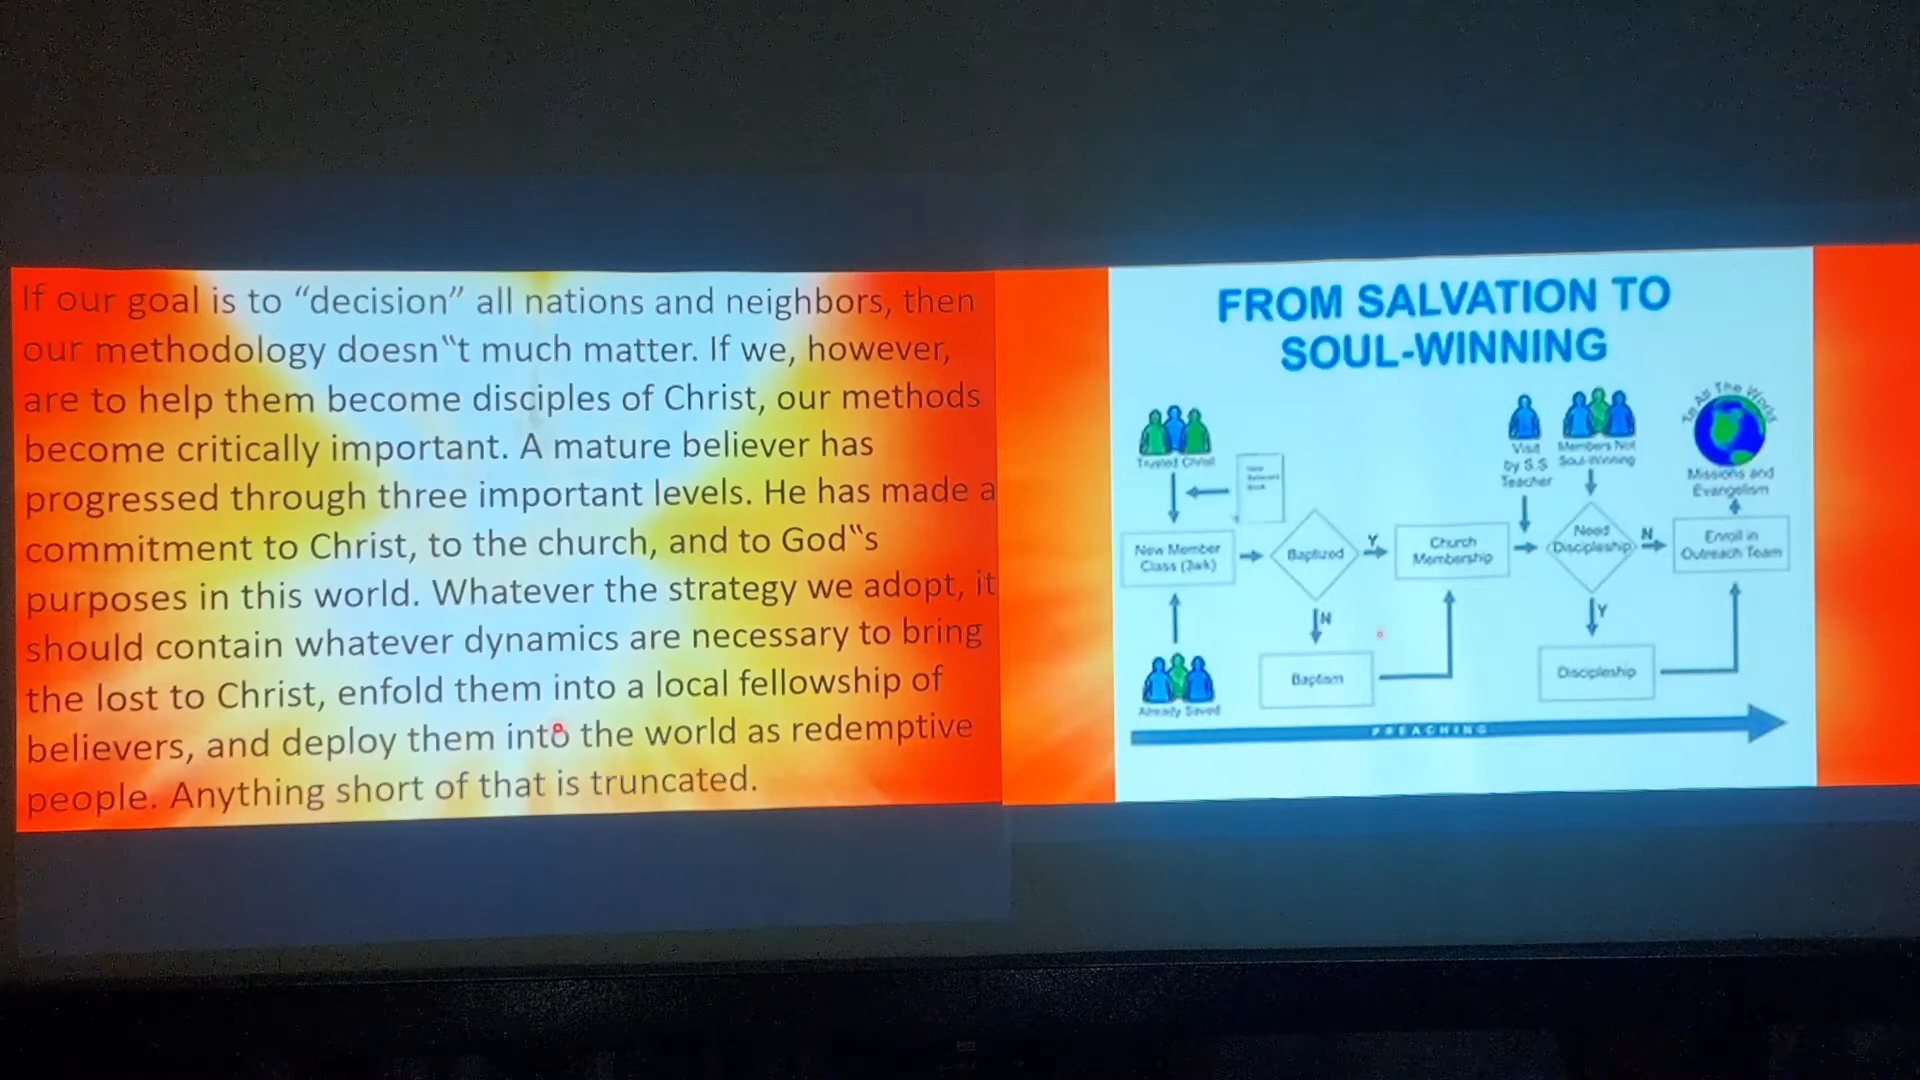 If our goal is to “decision” all nations and neighbors, then
our methodology doesn‟t much matter. If we, however,
are to help them become disciples of Christ, our methods
become critically important. A mature believer has
progressed through three important levels. He has made a
commitment to Christ, to the church, and to God‟s
purposes in this world. Whatever the strategy we adopt, it
should contain whatever dynamics are necessary to bring
the lost to Christ, enfold them into a local fellowship of
believers, and deploy them into the world as redemptive
people. Anything short of that is truncated.
FROM SALVATION TO
SOUL-WINNING
Trusted Christ
New Member
Class (3wk)
Already Saved
Baptized
Y
N
Baptism
Church
Membership
Visit
by S.S
Teacher
Members Not
Soul-Winning
Need
Discipleship
N
Y
Discipleship
To All The World
Missions and
Evangelism
Enroll in
Outreach Team
PREACHING